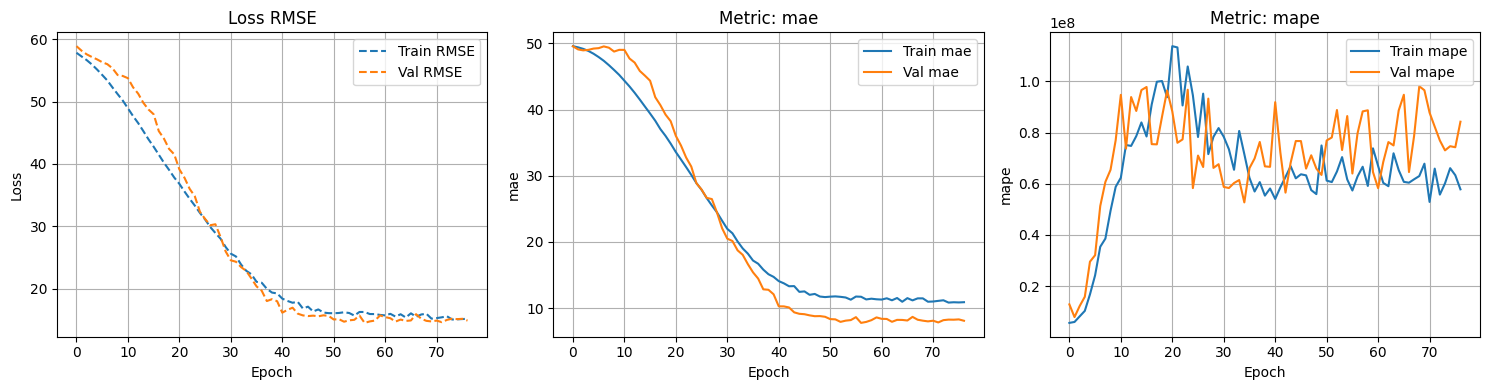 Loss RMSE
60
50
40
30
20
Loss
0 10 20 30 40 50 60 70
Epoch
Train RMSE
Val RMSE
Metric: mae
50
40
30
20
10
mae
0 10 20 30 40 50 60 70
Epoch
Train mae
Val mae
Metric: mape
1e8
1.0
0.8
0.6
0.4
0.2
mape
0 10 20 30 40 50 60 70
Epoch
Train mape
Val mape